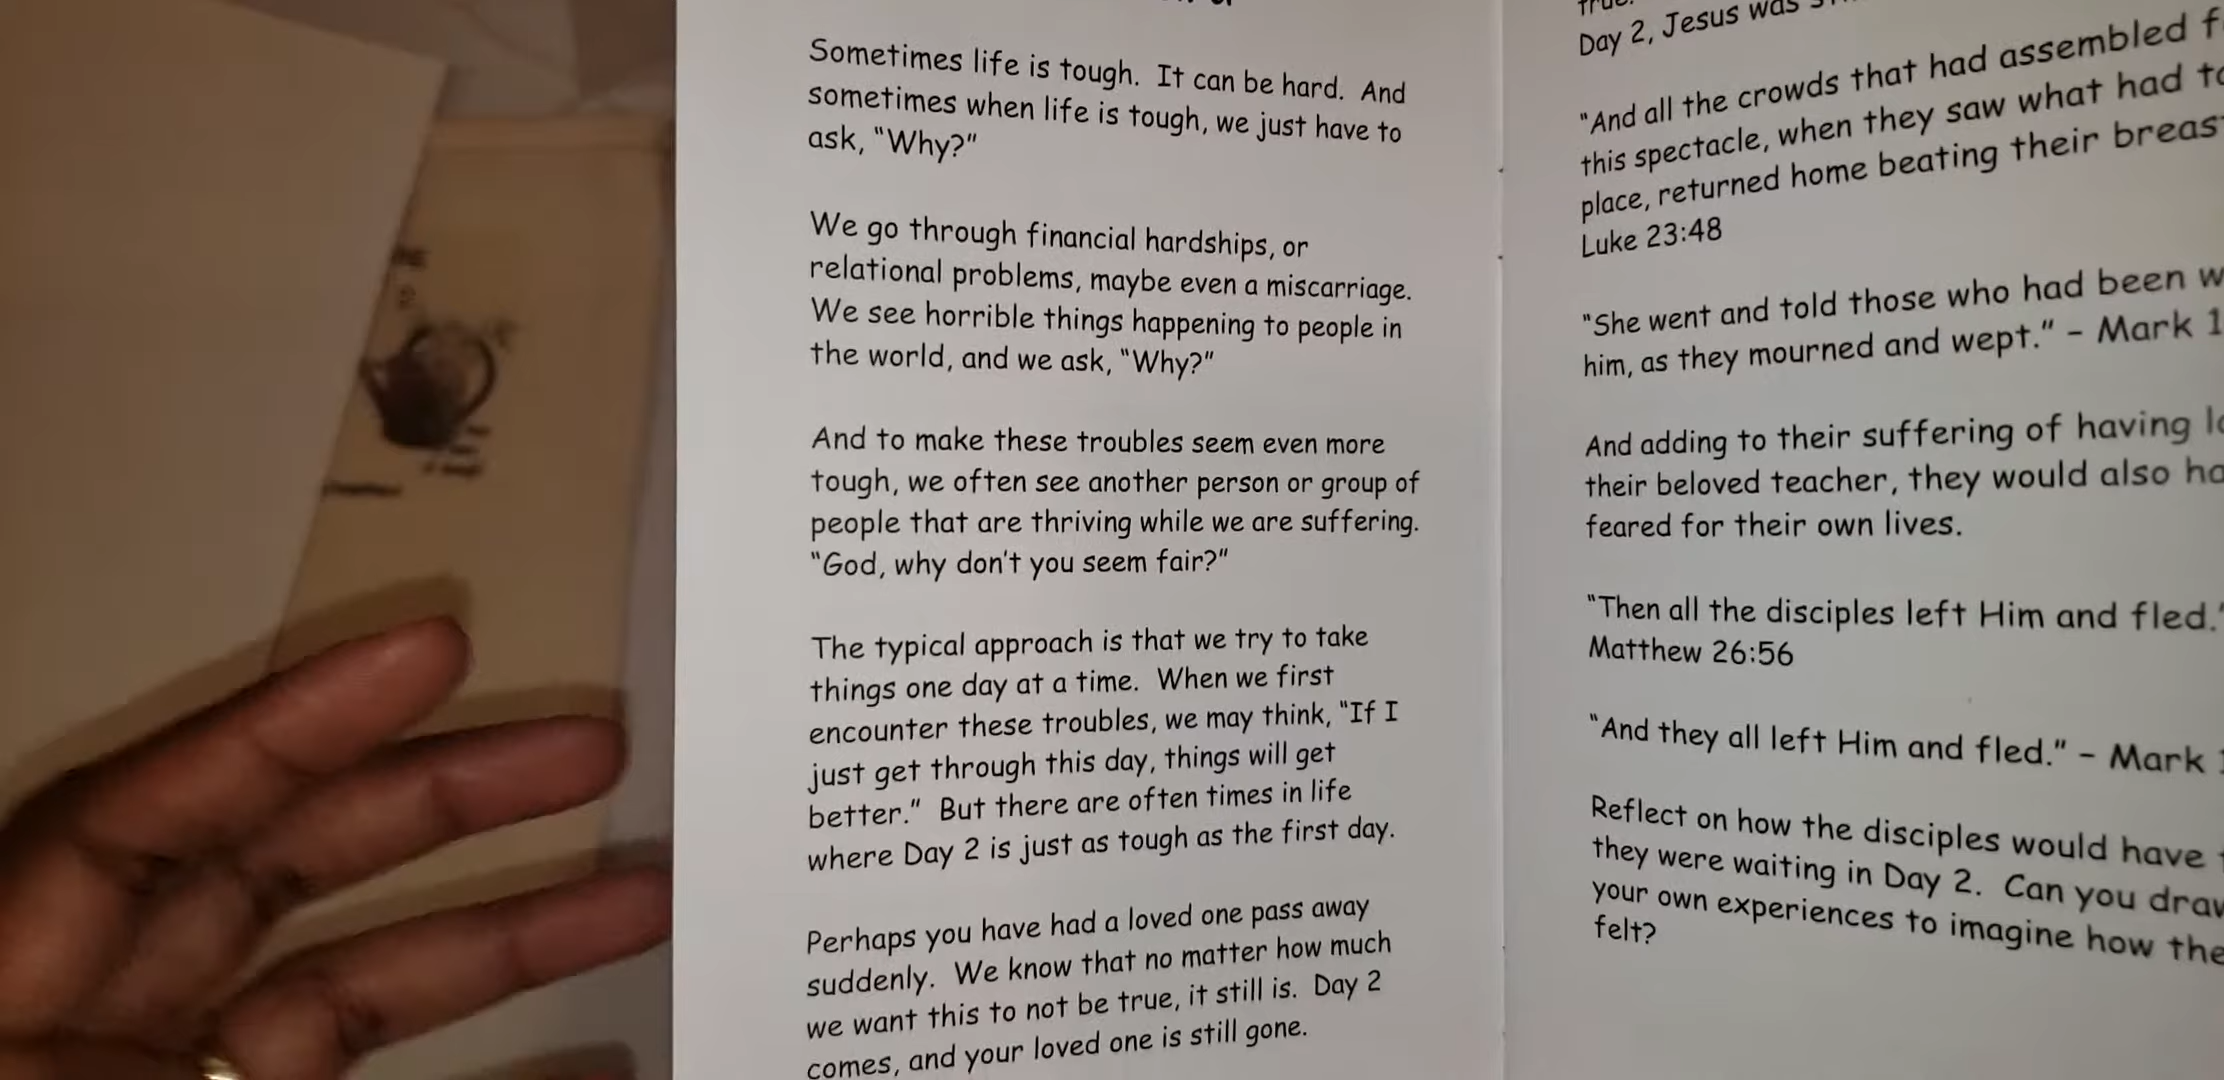 Sometimes life is tough.  It can be hard.  And
sometimes when life is tough, we just have to
ask, "Why?"
We go through financial hardships, or
relational problems, maybe even a miscarriage.
We see horrible things happening to people in
the world, and we ask, "Why?"
And to make these troubles seem even more
tough, we often see another person or group of
people that are thriving while we are suffering.
"God, why don't you seem fair?"
The typical approach is that we try to take
things one day at a time.  When we first
encounter these troubles, we may think, "If I
just get through this day, things will get
better."  But there are often times in life
where Day 2 is just as tough as the first day.
Perhaps you have had a loved one pass away
suddenly.  We know that no matter how much
we want this to not be true, it still is.  Day 2
comes, and your loved one is still gone.
Day 2, Jesus was
"And all the crowds that had assembled
this spectacle, when they saw what had
place, returned home beating their
Luke 23:48
"She went and told those who had been
him, as they mourned and wept." – Mark
And adding to their suffering of having
their beloved teacher, they would also
feared for their own lives.
"Then all the disciples left Him and fled."
Matthew 26:56
"And they all left Him and fled." – Mark
Reflect on how the disciples would have
they were waiting in Day 2.  Can you
your own experiences to imagine how
felt?